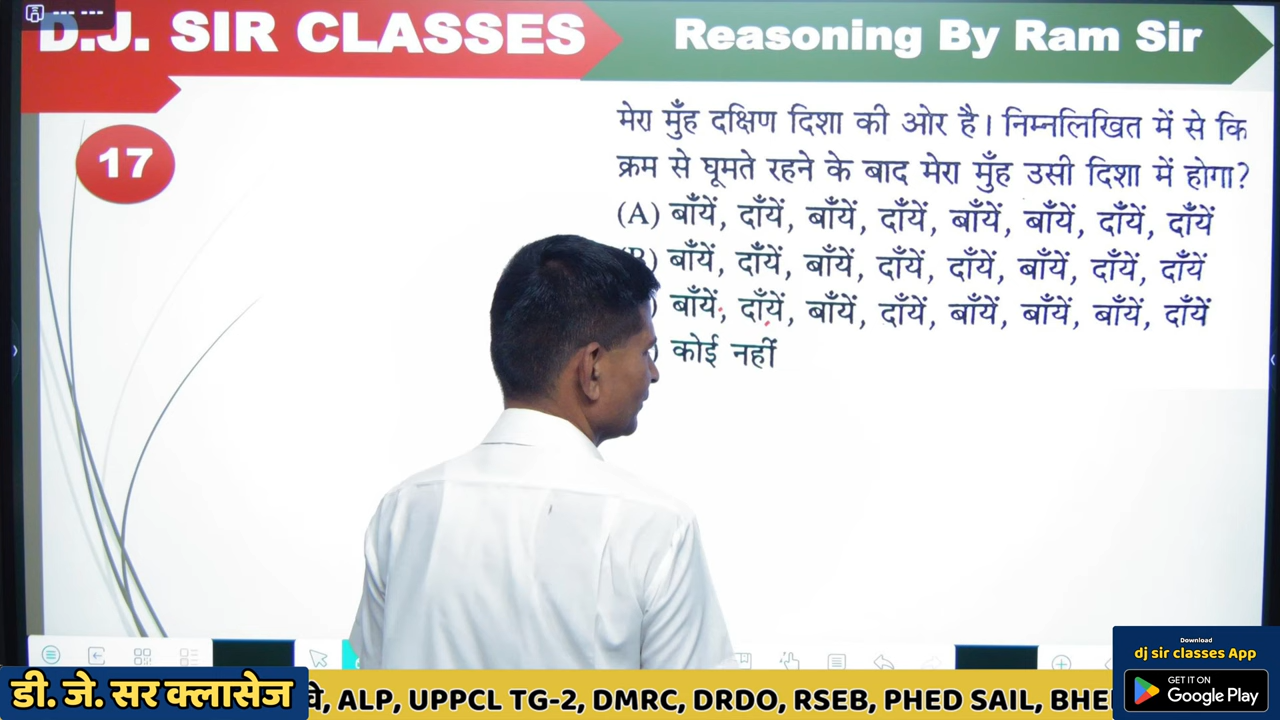 D.J. SIR CLASSES
Reasoning By Ram Sir
17
मेरा मुँह दक्षिण दिशा की ओर है। निम्नलिखित में से कि
क्रम से घूमते रहने के बाद मेरा मुँह उसी दिशा में होगा?
(A) बाँयें, दाँयें, बाँयें, दाँयें, बाँयें, बाँयें, दाँयें, दाँयें
बाँयें, दाँयें, बाँयें, दाँयें, दाँयें, बाँयें, दाँयें, दाँयें
बाँयें, दाँयें, बाँयें, दाँयें, बाँयें, बाँयें, बाँयें, दाँयें
कोई नहीं
Download
dj sir classes App
GET IT ON
Google Play
डी. जे. सर क्लासेज
, ALP, UPPCL TG-2, DMRC, DRDO, RSEB, PHED SAIL, BHE